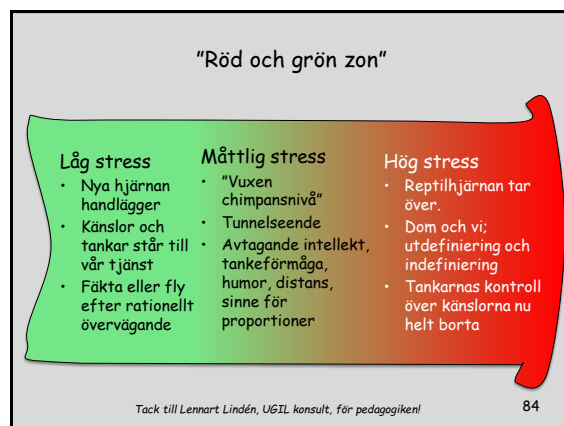 "Röd och grön zon"
Låg stress
• Nya hjärnan
handlägger
• Känslor och
tankar står till
vår tjänst
• Fäkta eller fly
efter rationellt
övervägande
Måttlig stress
• "Vuxen
chimpansnivå"
• Tunnelseende
• Avtagande intellekt,
tankeförmåga,
humor, distans,
sinne för
proportioner
Hög stress
• Reptilhjärnan tar
över.
• Dom och vi;
utdefiniering och
indefiniering
• Tankarnas kontroll
över känslorna nu
helt borta
Tack till Lennart Lindén, UGIL konsult, för pedagogiken!
84